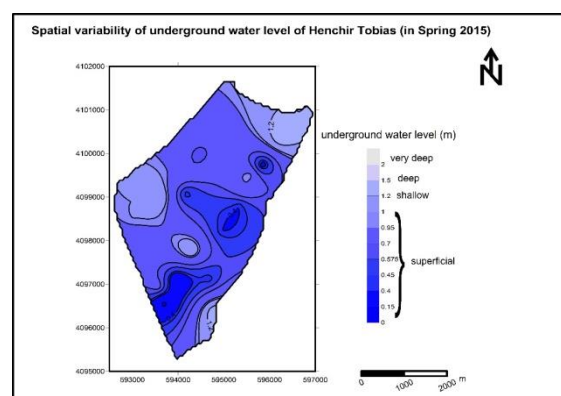 Spatial variability of underground water level of Henchir Tobias (in Spring 2015)
N
4102000
4101000
4100000
4099000
4098000
4097000
4096000
4095000
593000 594000 595000 596000 597000
1.2
underground water level (m)
very deep
2
deep
1.5
shallow
1.2
1
0.95
0.7
0.575
0.45
0.4
0.15
0
superficial
0 1000 2000 m